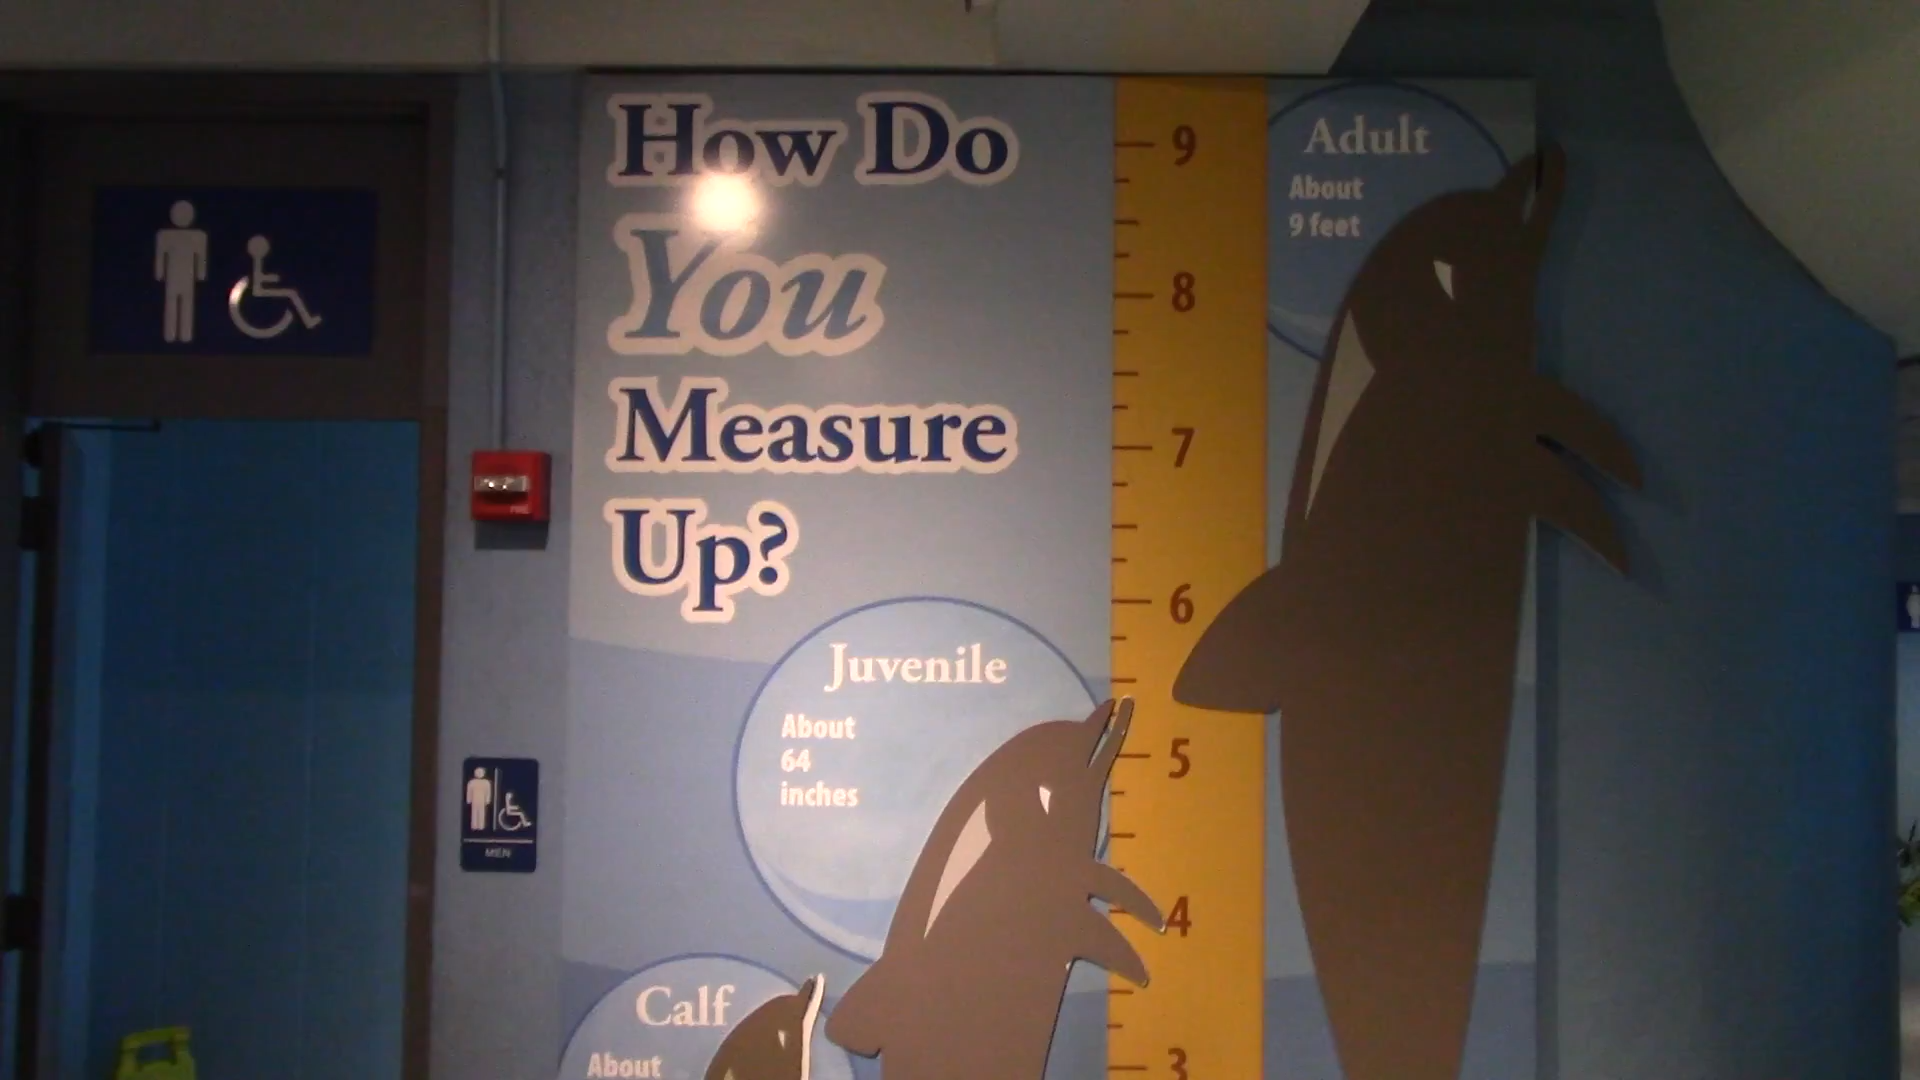 How Do
You
Measure
Up?
9
8
7
6
5
4
3
Adult
About
9 feet
Juvenile
About
64
inches
Calf
About
MEN
FIRE